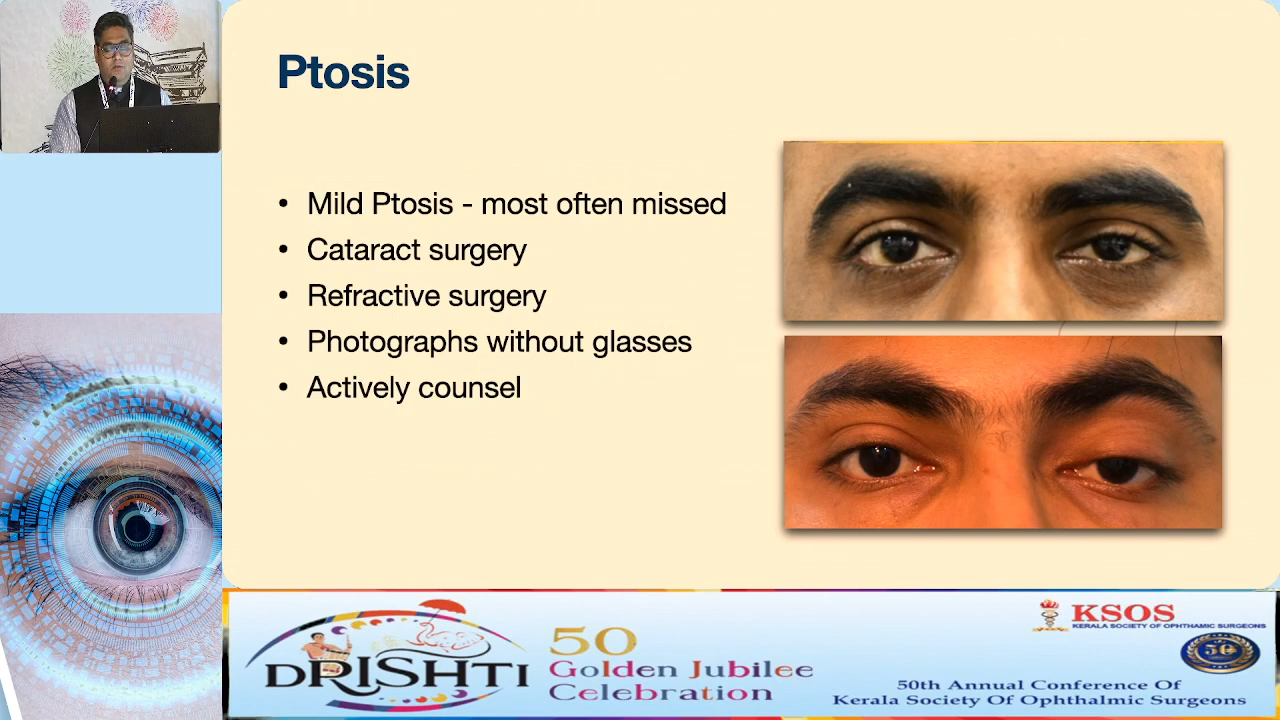 Ptosis
• Mild Ptosis - most often missed
• Cataract surgery
• Refractive surgery
• Photographs without glasses
• Actively counsel
DRISHTI
50
Golden Jubilee
Celebration
KSOS
KERALA SOCIETY OF OPHTHAMIC SURGEONS
50
50th Annual Conference Of
Kerala Society Of Ophthalmic Surgeons